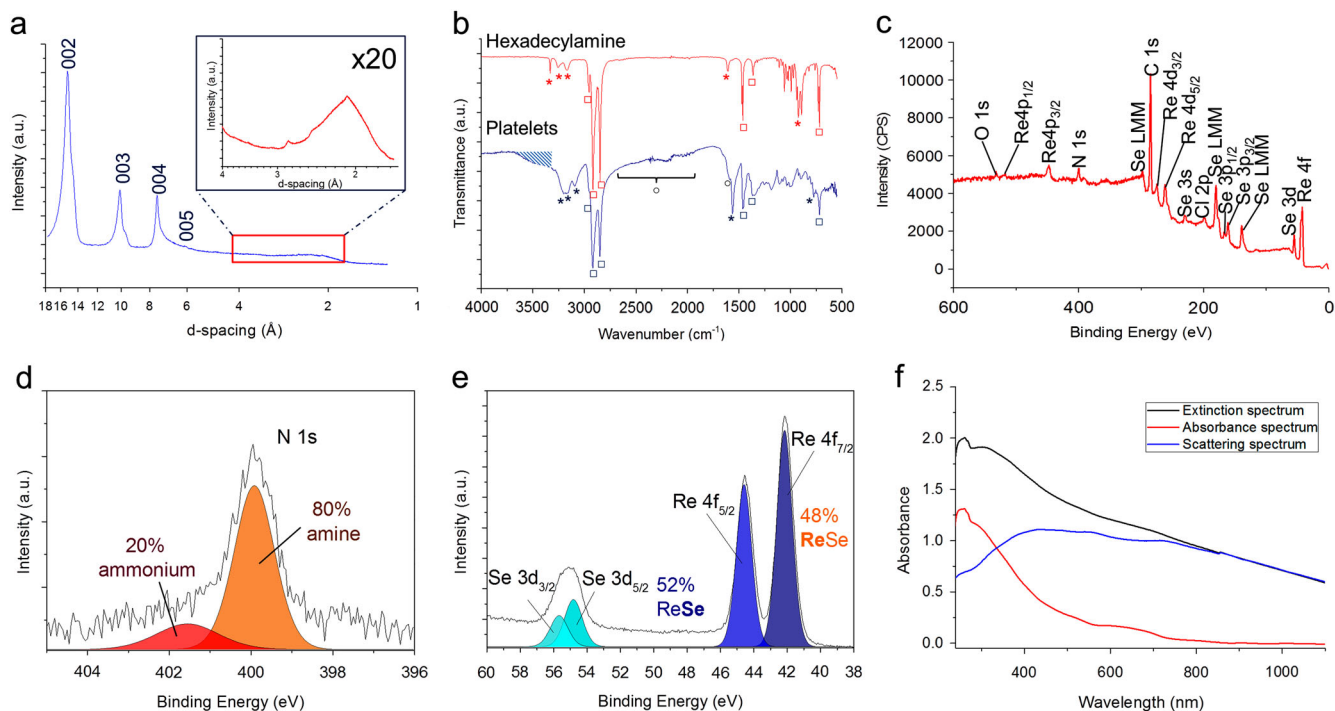 a
002
003
004
005
x20
Intensity (a.u.)
4 3 2
d-spacing (Å)
Intensity (a.u.)
18 16 14 12 10 8 6 4 2 1
d-spacing (Å)
b
Hexadecylamine
* * * * *
Platelets
* * * * *
Transmittance (a.u.)
4000 3500 3000 2500 2000 1500 1000 500
Wavenumber (cm⁻¹)
c
12000
10000
8000
6000
4000
2000
0
Intensity (CPS)
O 1s
Re4p1/2
Re4p3/2
N 1s
Se LMM
C 1s
Re 4d3/2
Re 4d5/2
Se 3s
Cl 2p
Se LMM
Se 3p1/2
Se 3p3/2
Se LMM
Se 3d
Re 4f
600 400 200 0
Binding Energy (eV)
d
N 1s
80%
amine
20%
ammonium
Intensity (a.u.)
404 402 400 398 396
Binding Energy (eV)
e
Re 4f7/2
Re 4f5/2
48%
ReSe
Se 3d3/2
Se 3d5/2
52%
ReSe
Intensity (a.u.)
60 58 56 54 52 50 48 46 44 42 40 38
Binding Energy (eV)
f
2.5
2.0
1.5
1.0
0.5
0.0
Absorbance
Extinction spectrum
Absorbance spectrum
Scattering spectrum
400 600 800 1000
Wavelength (nm)